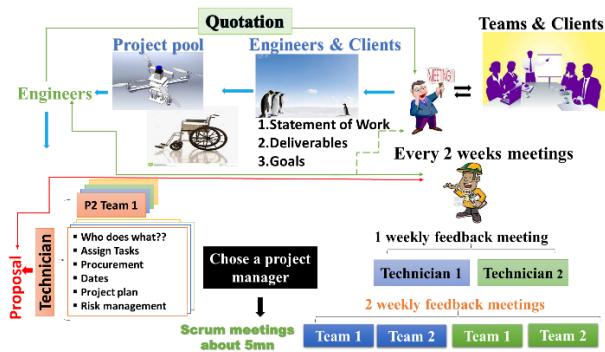 Quotation
Teams & Clients
Project pool
Engineers & Clients
MEETING!
Engineers
1.Statement of Work
2.Deliverables
3.Goals
Every 2 weeks meetings
P2 Team 1
Proposal
Technician
• Who does what??
• Assign Tasks
• Procurement
• Dates
• Project plan
• Risk management
Chose a project
manager
1 weekly feedback meeting
Technician 1
Technician 2
2 weekly feedback meetings
Scrum meetings
about 5mn
Team 1
Team 2
Team 1
Team 2